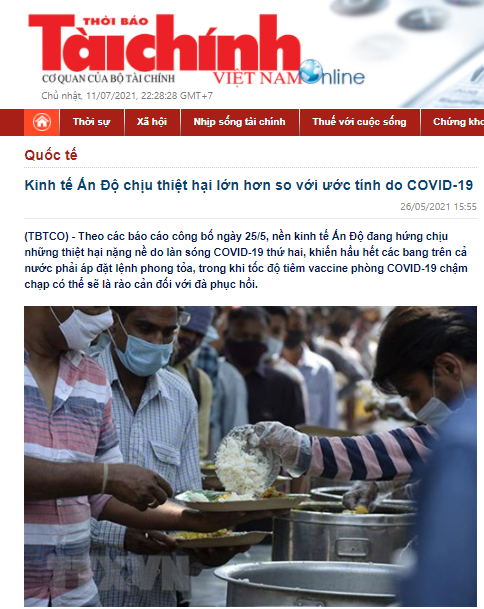 THỜI BÁO
Tàichính
CƠ QUAN CỦA BỘ TÀI CHÍNH
VIỆT NAM Online
Chủ nhật, 11/07/2021, 22:28:28 GMT+7
Thời sự
Xã hội
Nhịp sống tài chính
Thuế với cuộc sống
Chứng kho
Quốc tế
Kinh tế Ấn Độ chịu thiệt hại lớn hơn so với ước tính do COVID-19
26/05/2021 15:55
(TBTCO) - Theo các báo cáo công bố ngày 25/5, nền kinh tế Ấn Độ đang hứng chịu
những thiệt hại nặng nề do làn sóng COVID-19 thứ hai, khiến hầu hết các bang trên cả
nước phải áp đặt lệnh phong tỏa, trong khi tốc độ tiêm vaccine phòng COVID-19 chậm
chạp có thể sẽ là rào cản đối với đà phục hồi.
TTXVN